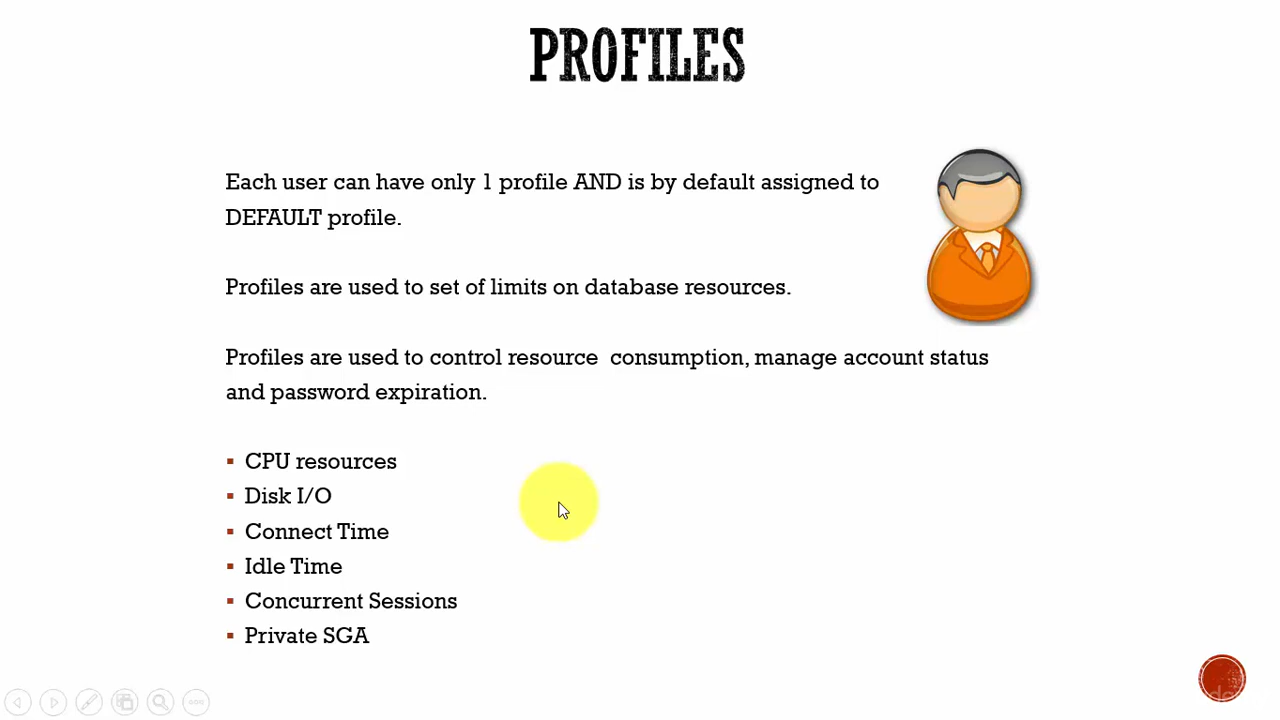 PROFILES
Each user can have only 1 profile AND is by default assigned to
DEFAULT profile.
Profiles are used to set of limits on database resources.
Profiles are used to control resource  consumption, manage account status
and password expiration.
▪ CPU resources
▪ Disk I/O
▪ Connect Time
▪ Idle Time
▪ Concurrent Sessions
▪ Private SGA